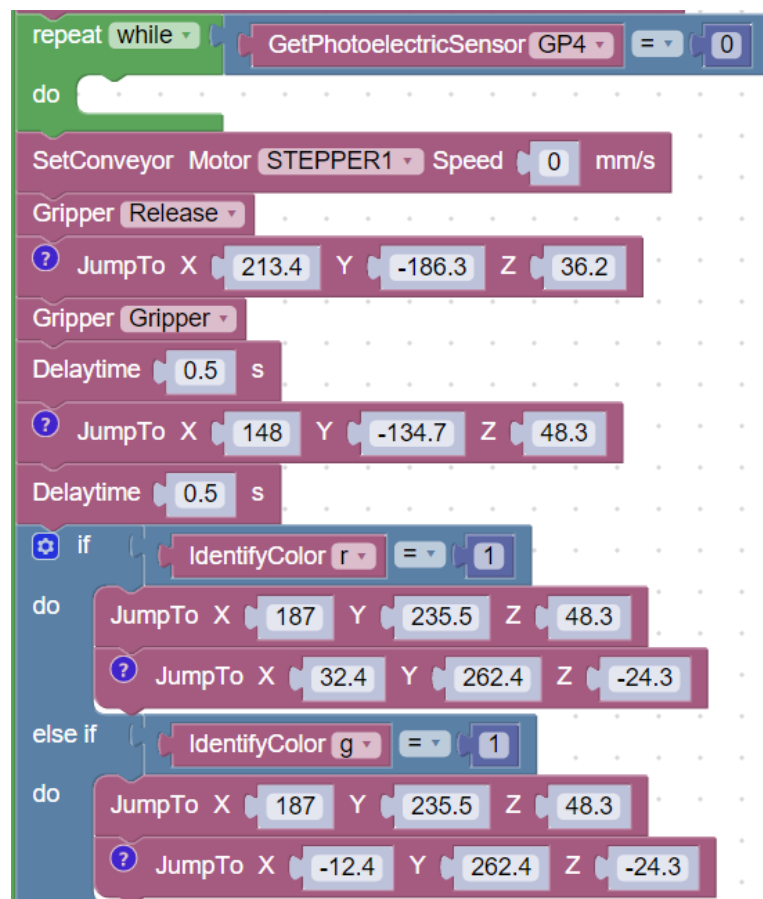 repeat while GetPhotoelectricSensor GP4 = 0
do
SetConveyor Motor STEPPER1 Speed 0 mm/s
Gripper Release
? JumpTo X 213.4 Y -186.3 Z 36.2
Gripper Gripper
Delaytime 0.5 s
? JumpTo X 148 Y -134.7 Z 48.3
Delaytime 0.5 s
if IdentifyColor r = 1
do JumpTo X 187 Y 235.5 Z 48.3
? JumpTo X 32.4 Y 262.4 Z -24.3
else if IdentifyColor g = 1
do JumpTo X 187 Y 235.5 Z 48.3
? JumpTo X -12.4 Y 262.4 Z -24.3